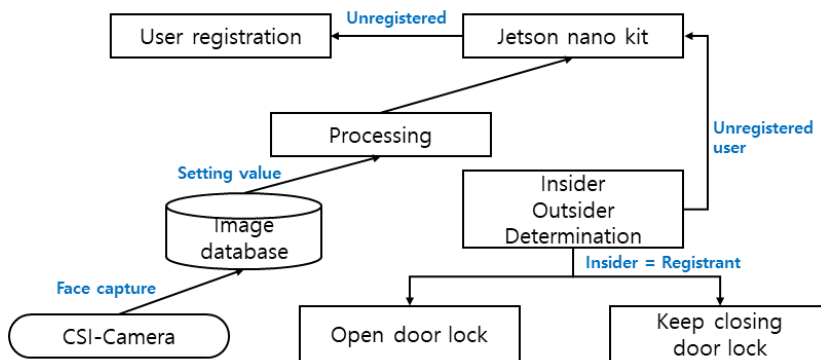 Unregistered
User registration
Jetson nano kit
Processing
Unregistered
user
Setting value
Insider
Outsider
Determination
Image
database
Insider = Registrant
Face capture
CSI-Camera
Open door lock
Keep closing
door lock